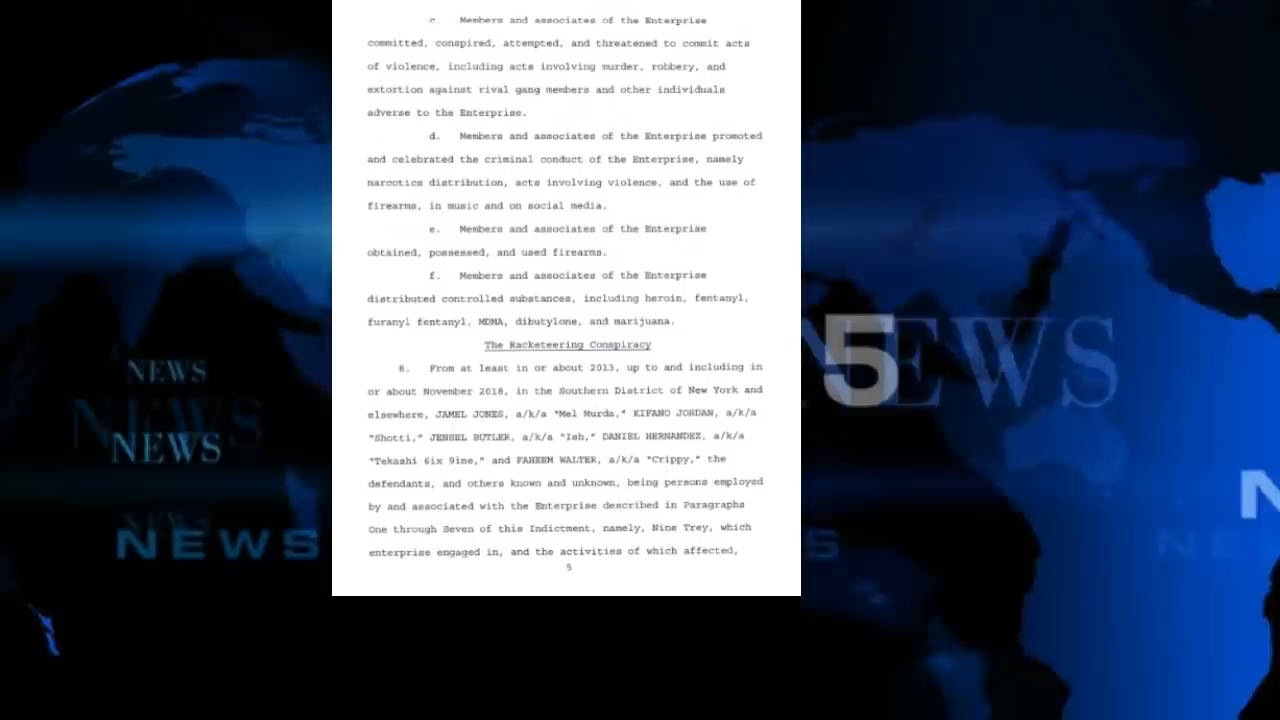 c. Members and associates of the Enterprise
committed, conspired, attempted, and threatened to commit acts
of violence, including acts involving murder, robbery, and
extortion against rival gang members and other individuals
adverse to the Enterprise.
d. Members and associates of the Enterprise promoted
and celebrated the criminal conduct of the Enterprise, namely
narcotics distribution, acts involving violence, and the use of
firearms, in music and on social media.
e. Members and associates of the Enterprise
obtained, possessed, and used firearms.
f. Members and associates of the Enterprise
distributed controlled substances, including heroin, fentanyl,
furanyl fentanyl, MDMA, dibutylone, and marijuana.
The Racketeering Conspiracy
8. From at least in or about 2013, up to and including in
or about November 2018, in the Southern District of New York and
elsewhere, JAMEL JONES, a/k/a "Mel Murda," KIFANO JORDAN, a/k/a
"Shotti," JENSEL BUTLER, a/k/a "Ish," DANIEL HERNANDEZ, a/k/a
"Tekashi 6ix 9ine," and FAHEEM WALTER, a/k/a "Crippy," the
defendants, and others known and unknown, being persons employed
by and associated with the Enterprise described in Paragraphs
One through Seven of this Indictment, namely, Nine Trey, which
enterprise engaged in, and the activities of which affected,
5
NEWS
NEWS
NEWS
NEWS
NEWS
5
NEWS